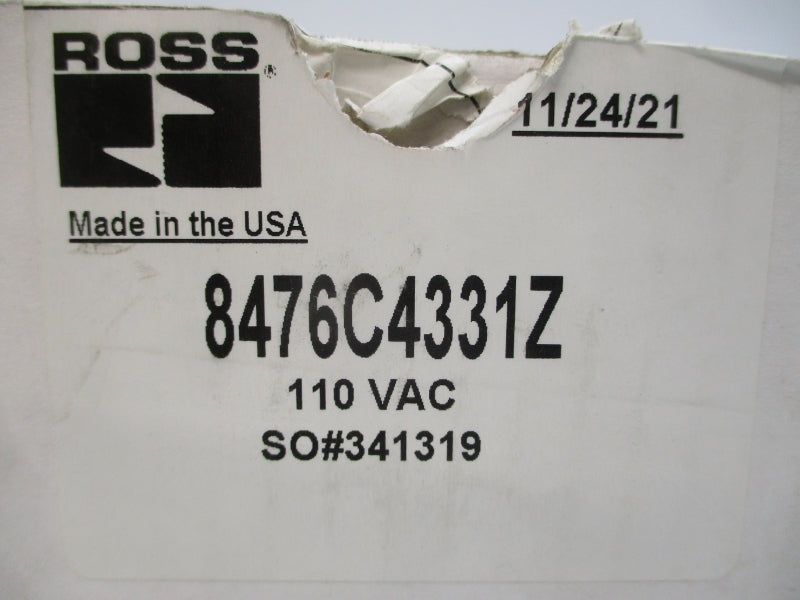 ROSS®
11/24/21
Made in the USA
8476C4331Z
110 VAC
SO#341319